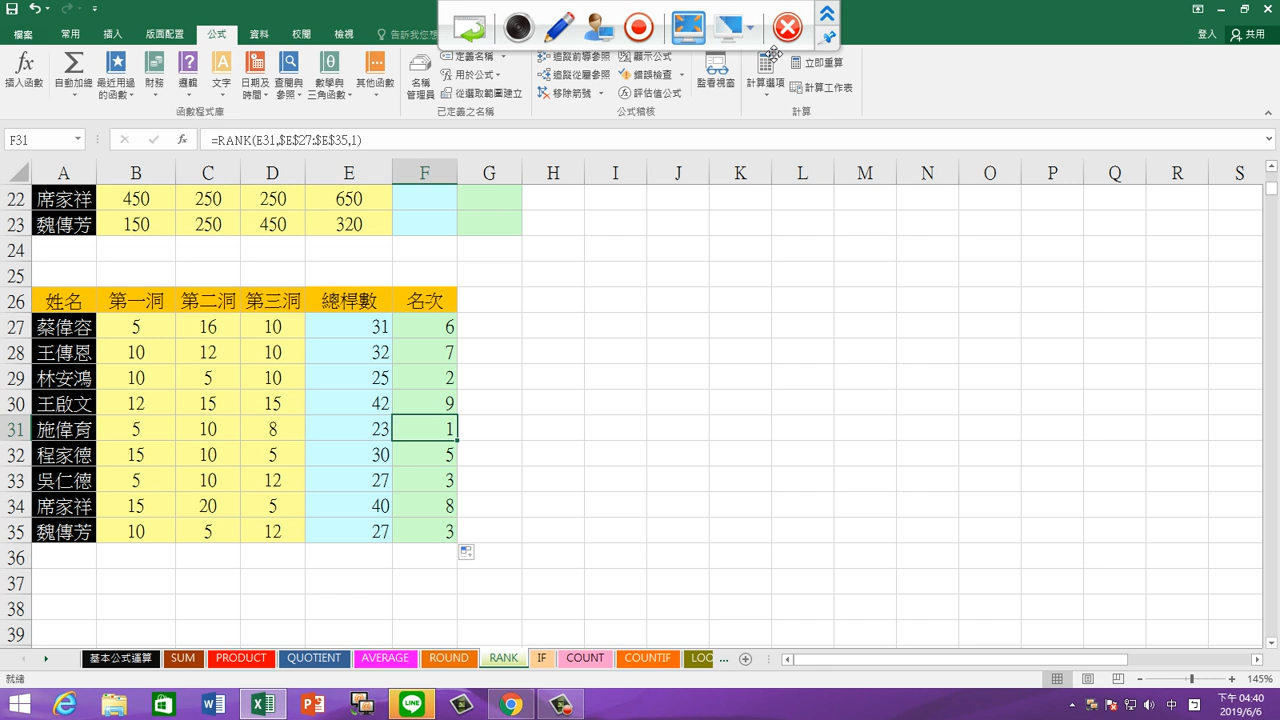 常用 插入 版面配置 公式 資料 校閱 檢視 告訴我您
登入 共用
插入函數 自動加總 最近用過的函數 財務 邏輯 文字 日期及時間 查閱與參照 數學與三角函數 其他函數
函數程式庫
名稱管理員 定義名稱 用於公式 從選取範圍建立
已定義之名稱
追蹤前導參照 追蹤從屬參照 移除箭號 顯示公式 錯誤檢查 評估值公式
公式稽核
監看視窗
計算選項 立即重算 計算工作表
計算
F31 fx =RANK(E31,$E$27:$E$35,1)
A B C D E F G H I J K L M N O P Q R S
22 席家祥 450 250 250 650
23 魏傳芳 150 250 450 320
24
25
26 姓名 第一洞 第二洞 第三洞 總桿數 名次
27 蔡偉容 5 16 10 31 6
28 王傳恩 10 12 10 32 7
29 林安鴻 10 5 10 25 2
30 王啟文 12 15 15 42 9
31 施偉育 5 10 8 23 1
32 程家德 15 10 5 30 5
33 吳仁德 5 10 12 27 3
34 席家祥 15 20 5 40 8
35 魏傳芳 10 5 12 27 3
36
37
38
39
基本公式運算 SUM PRODUCT QUOTIENT AVERAGE ROUND RANK IF COUNT COUNTIF LOO ...
就緒 145%
中 下午 04:40
2019/6/6